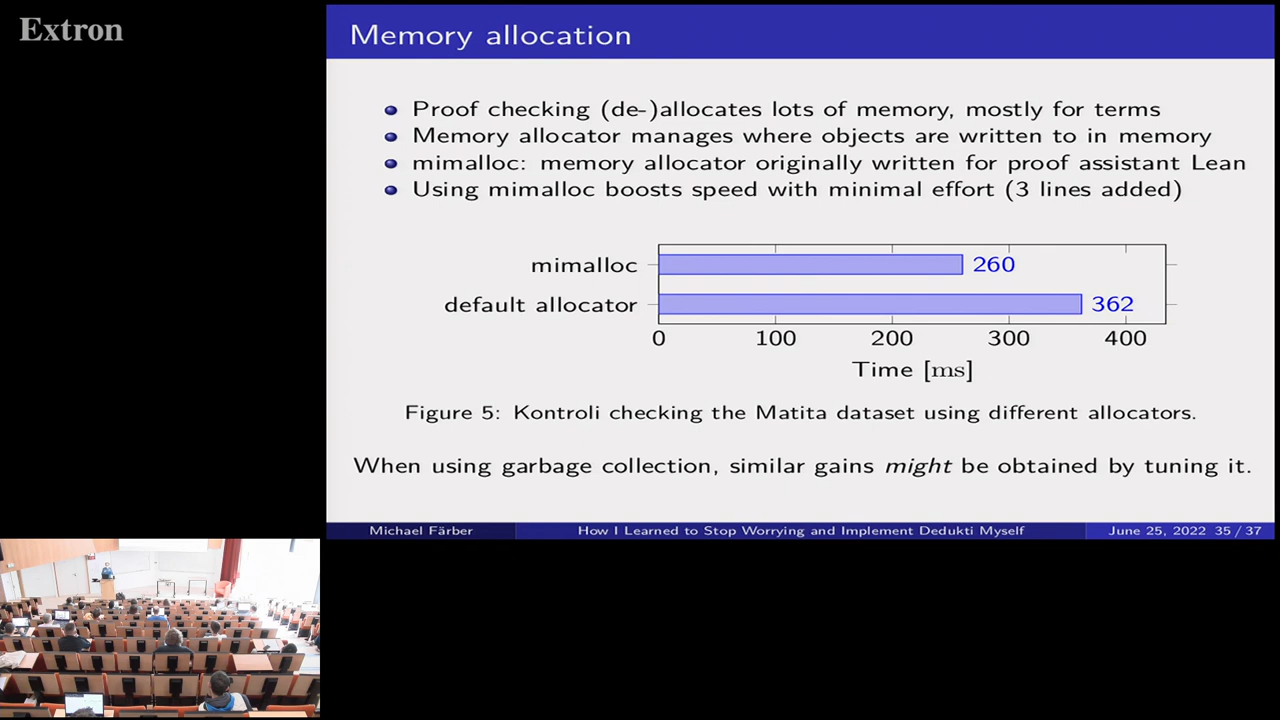 Extron
Memory allocation
Proof checking (de-)allocates lots of memory, mostly for terms
Memory allocator manages where objects are written to in memory
mimalloc: memory allocator originally written for proof assistant Lean
Using mimalloc boosts speed with minimal effort (3 lines added)
mimalloc 260
default allocator 362
0 100 200 300 400
Time [ms]
Figure 5: Kontroli checking the Matita dataset using different allocators.
When using garbage collection, similar gains might be obtained by tuning it.
Michael Färber How I Learned to Stop Worrying and Implement Dedukti Myself June 25, 2022 35 / 37